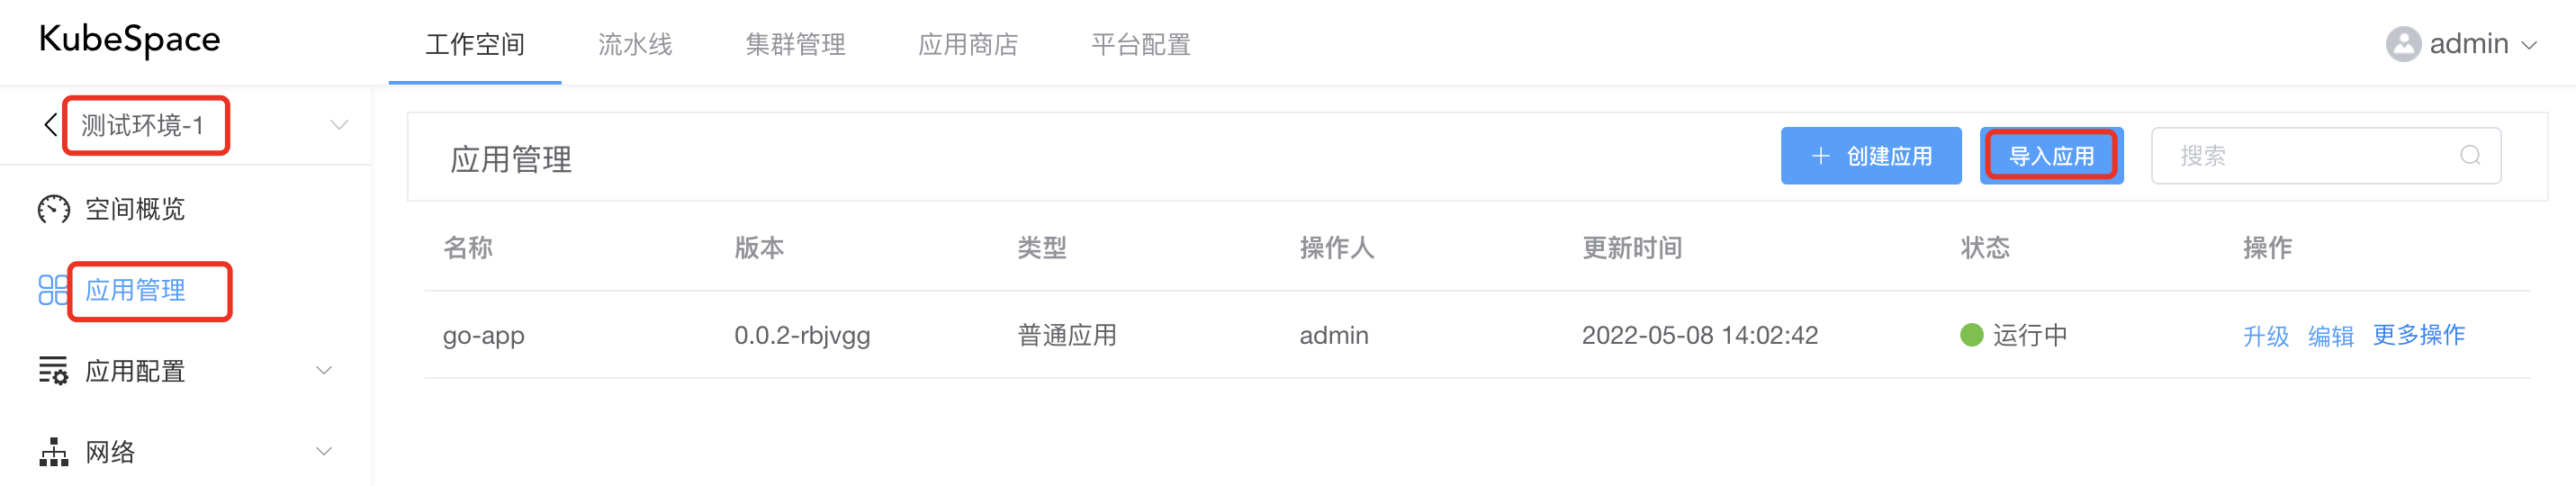 KubeSpace 工作空间 流水线 集群管理 应用商店 平台配置 admin
测试环境-1
应用管理 + 创建应用 导入应用 搜索
空间概览
应用管理
应用配置
网络
名称 版本 类型 操作人 更新时间 状态 操作
go-app 0.0.2-rbjvgg 普通应用 admin 2022-05-08 14:02:42 运行中 升级 编辑 更多操作